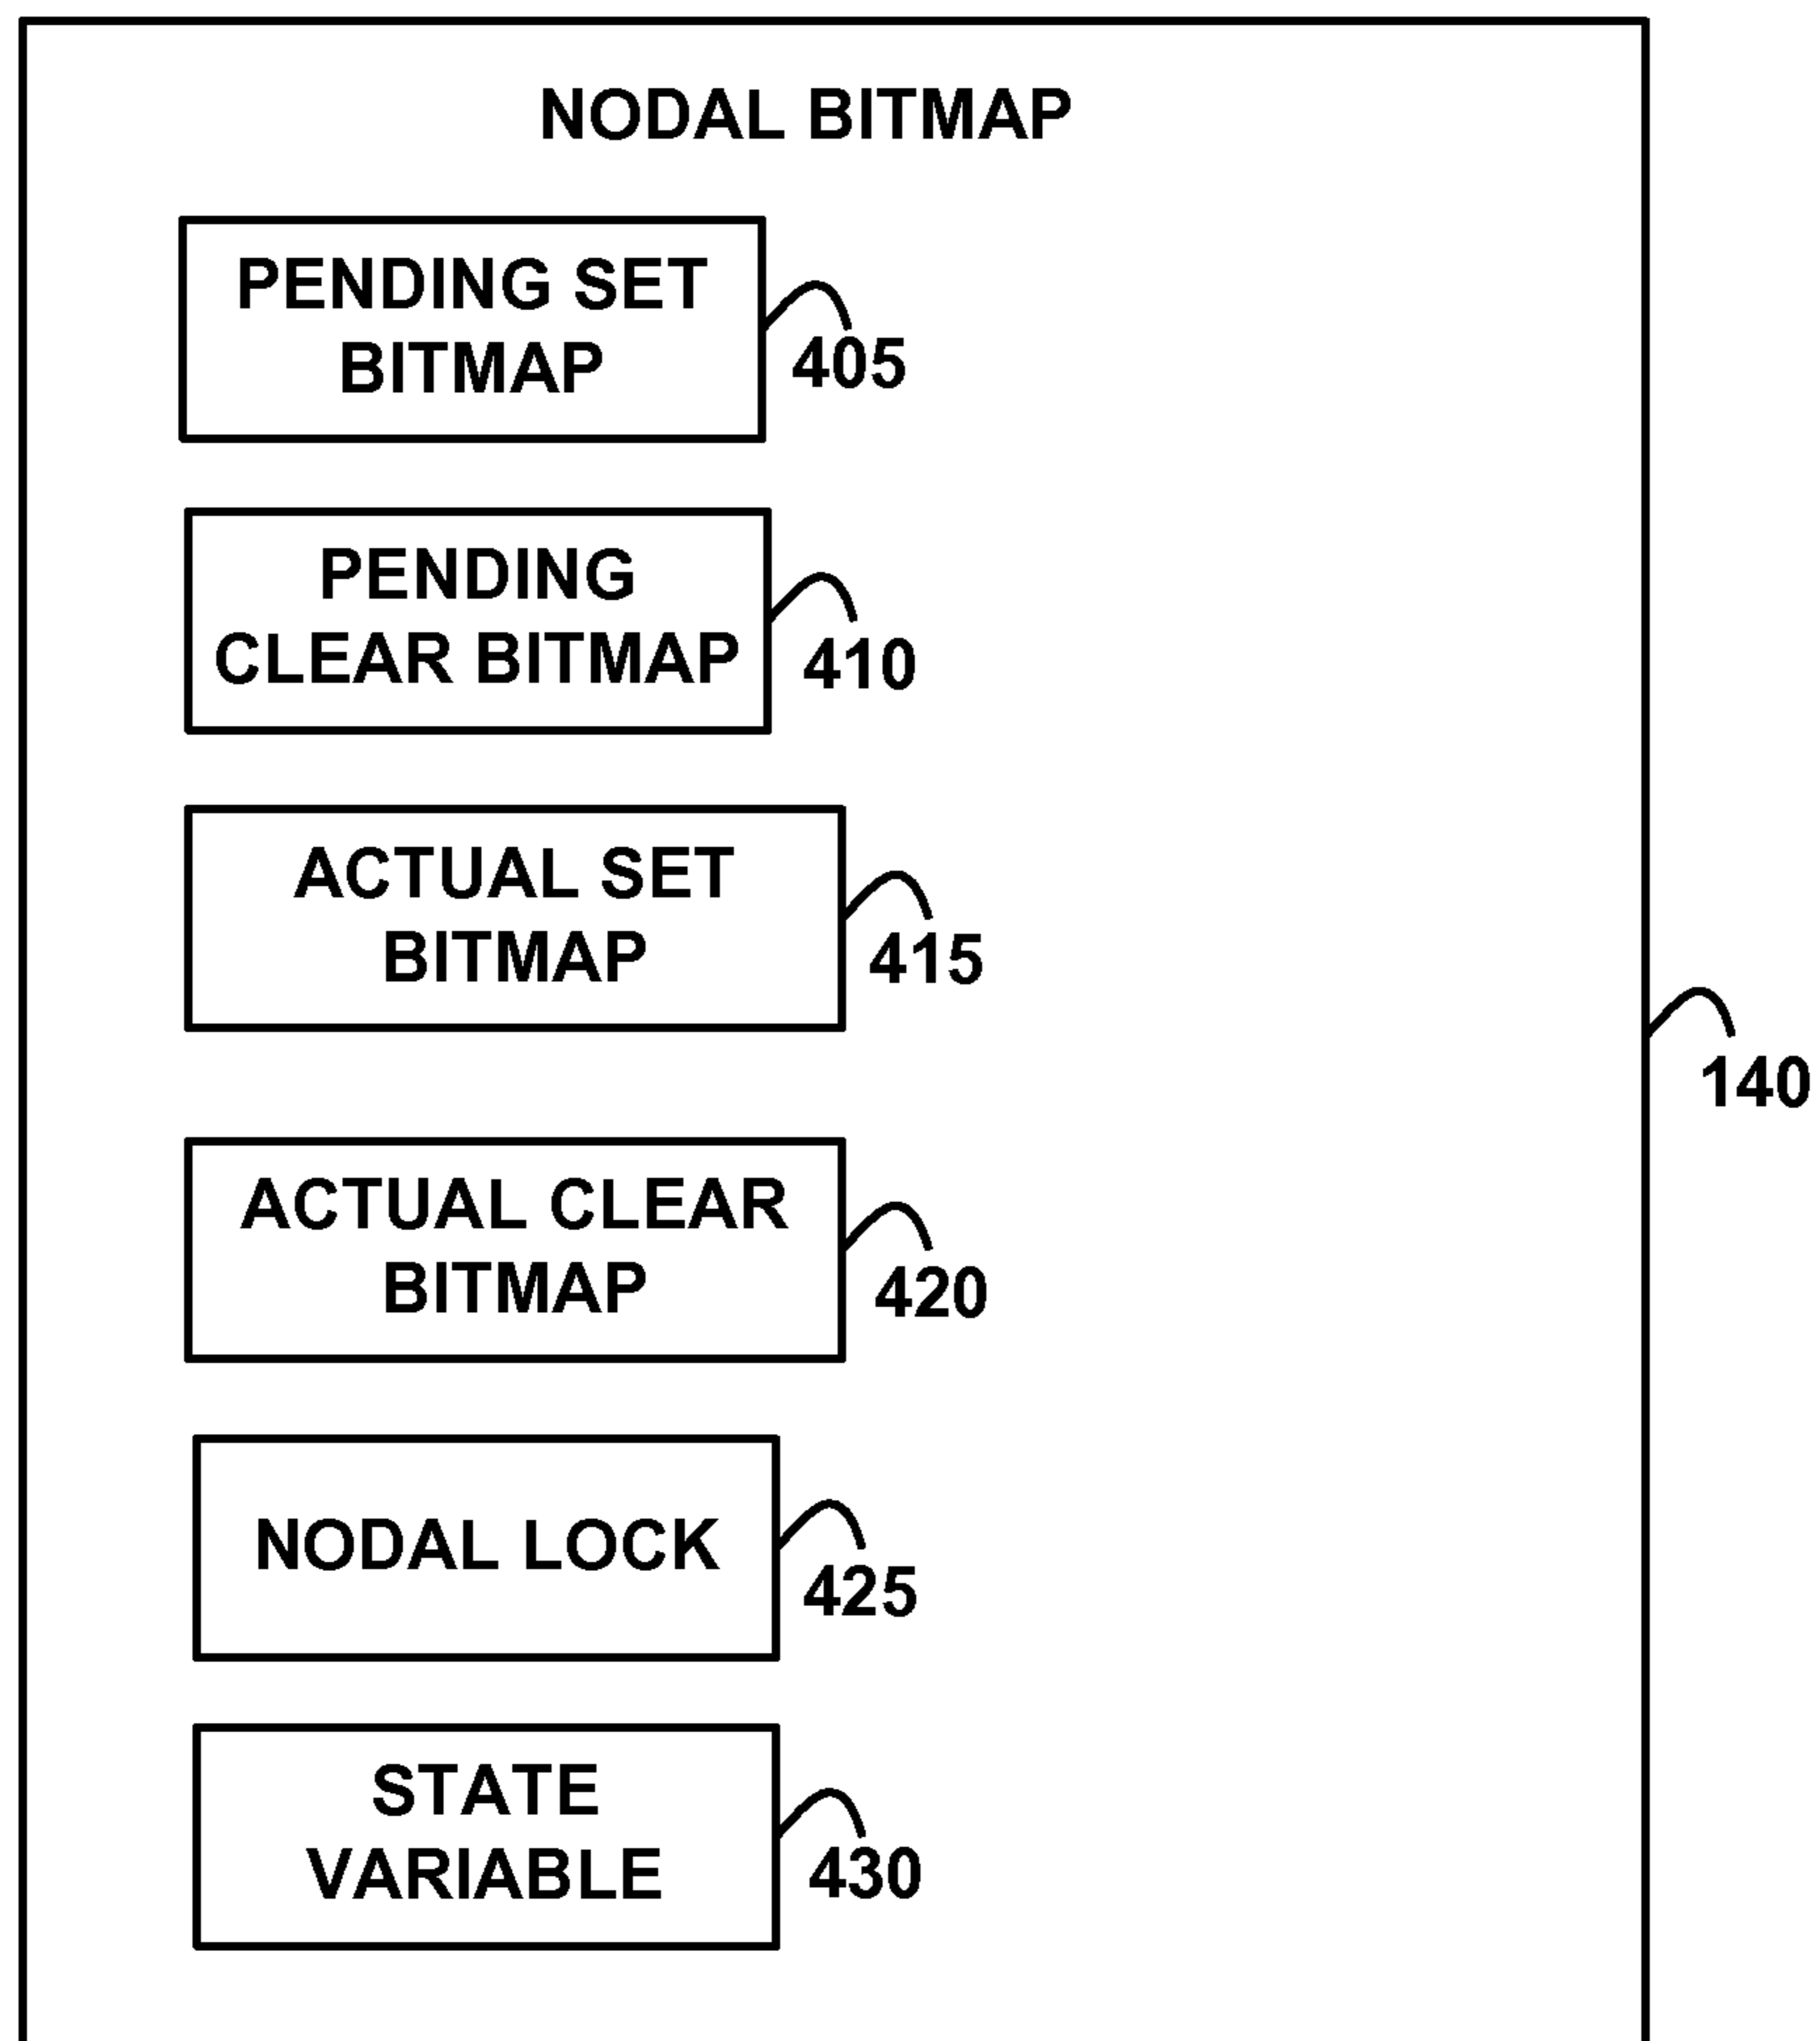 NODAL BITMAP
PENDING SET
BITMAP
405
PENDING
CLEAR BITMAP
410
ACTUAL SET
BITMAP
415
140
ACTUAL CLEAR
BITMAP
420
NODAL LOCK
425
STATE
VARIABLE
430